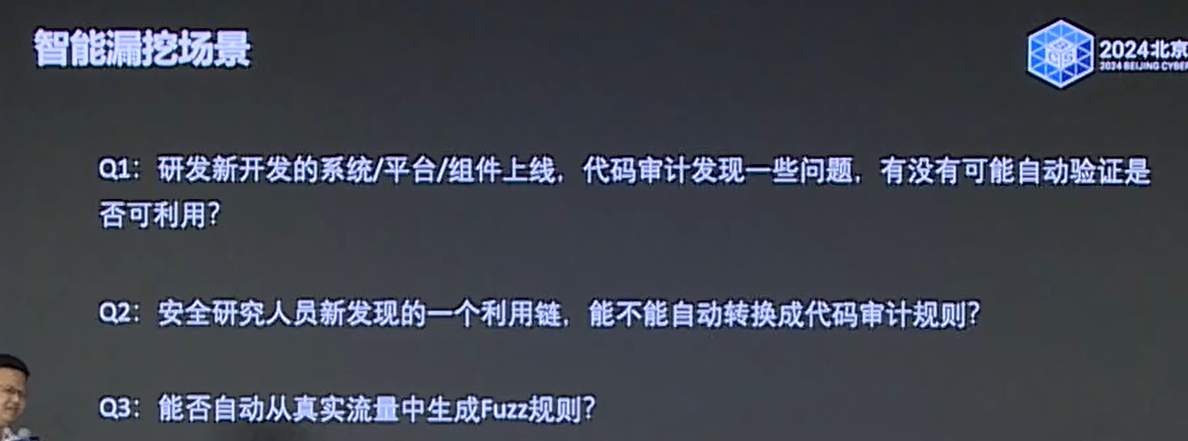 智能漏挖场景
2024北京
2024 BEIJING CYBER
Q1：研发新开发的系统/平台/组件上线，代码审计发现一些问题，有没有可能自动验证是
否可利用？
Q2：安全研究人员新发现的一个利用链，能不能自动转换成代码审计规则？
Q3：能否自动从真实流量中生成Fuzz规则？